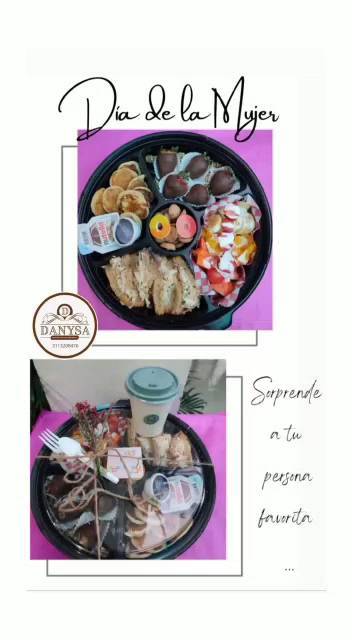 Día de la Mujer
D
DANYSA
Sorprende
a tu
persona
favorita
...